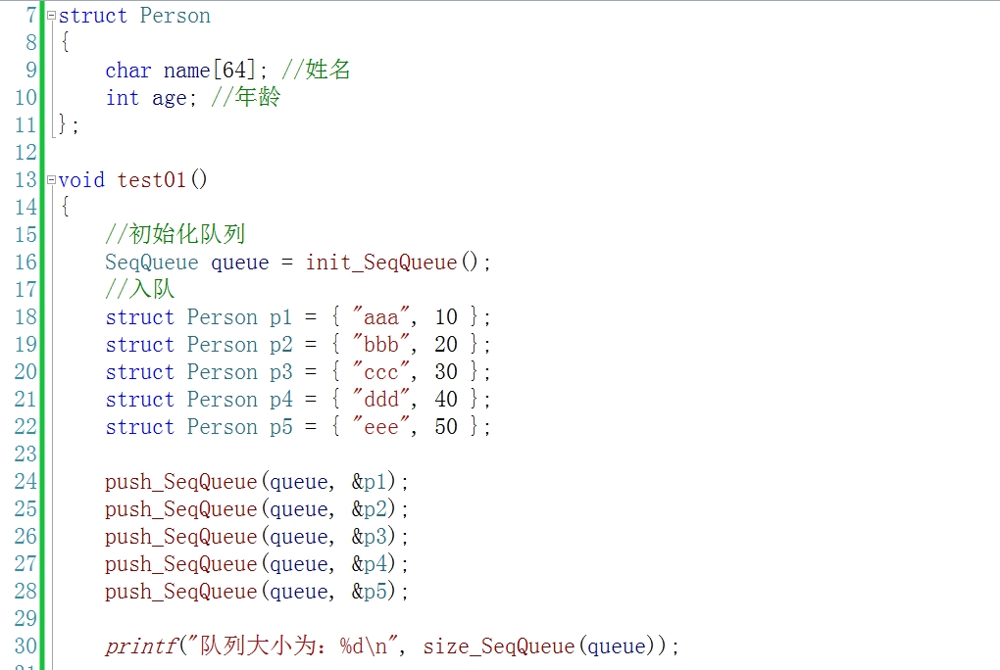 7 struct Person
8 {
9 char name[64]; //姓名
10 int age; //年龄
11 };
12
13 void test01()
14 {
15 //初始化队列
16 SeqQueue queue = init_SeqQueue();
17 //入队
18 struct Person p1 = { "aaa", 10 };
19 struct Person p2 = { "bbb", 20 };
20 struct Person p3 = { "ccc", 30 };
21 struct Person p4 = { "ddd", 40 };
22 struct Person p5 = { "eee", 50 };
23
24 push_SeqQueue(queue, &p1);
25 push_SeqQueue(queue, &p2);
26 push_SeqQueue(queue, &p3);
27 push_SeqQueue(queue, &p4);
28 push_SeqQueue(queue, &p5);
29
30 printf("队列大小为：%d\n", size_SeqQueue(queue));